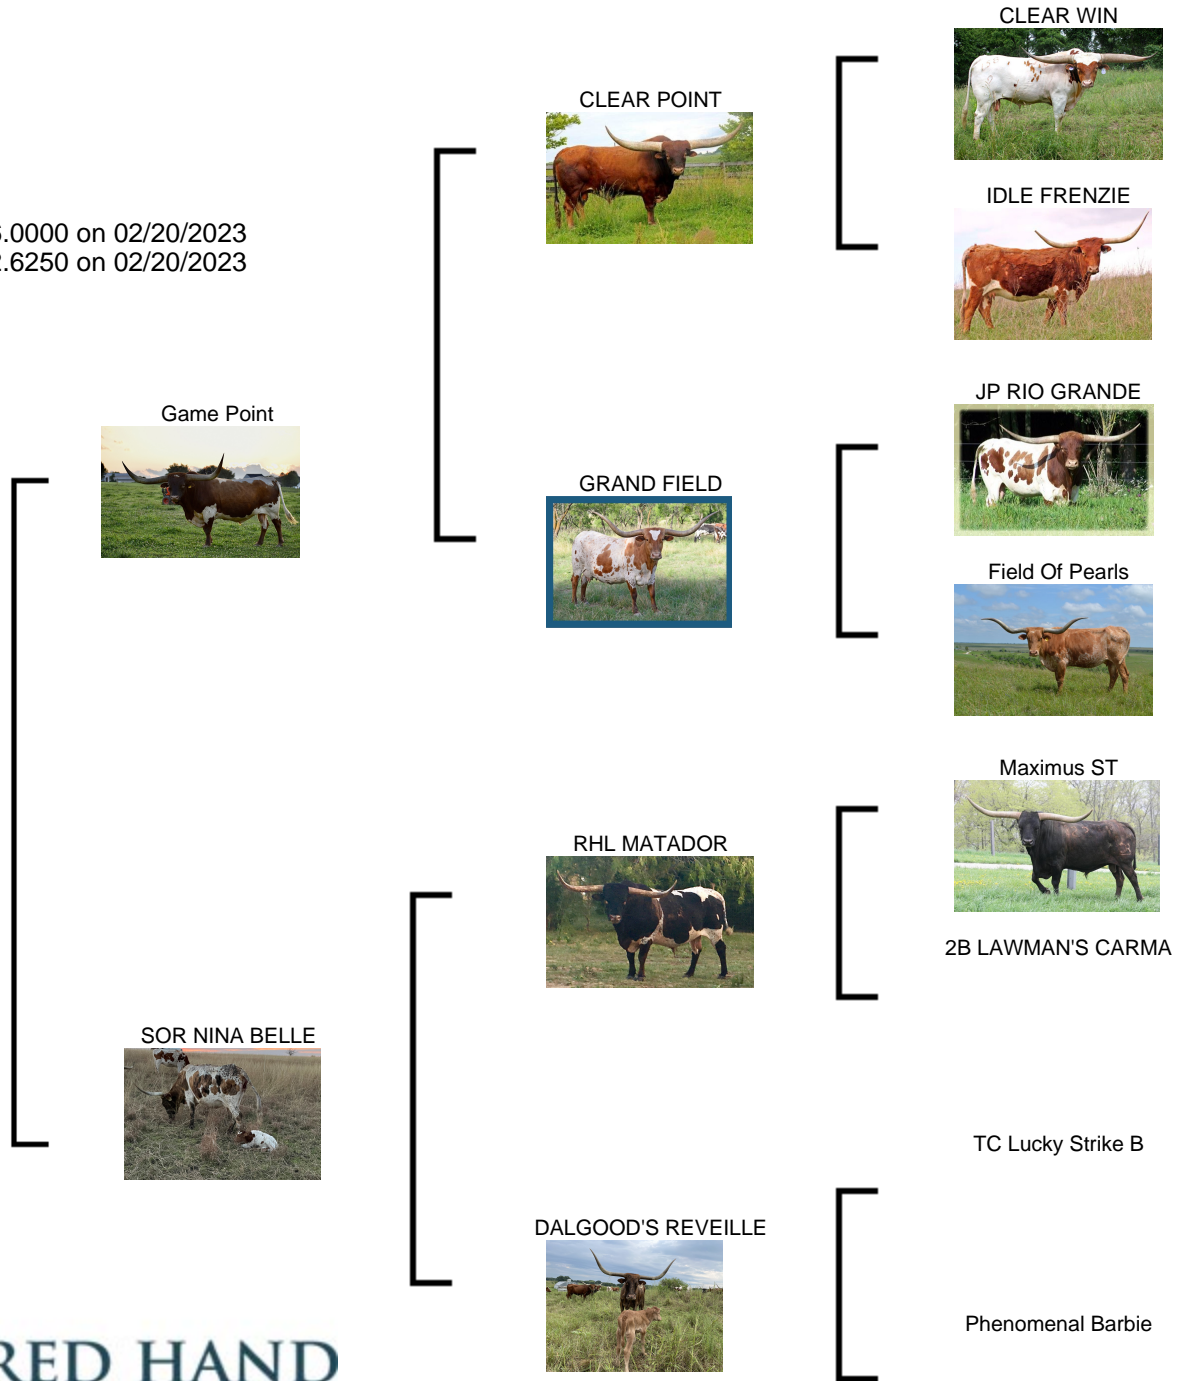 CLEAR WIN
CLEAR POINT
IDLE FRENZIE
.0000 on 02/20/2023
.6250 on 02/20/2023
JP RIO GRANDE
Game Point
GRAND FIELD
Field Of Pearls
Maximus ST
RHL MATADOR
2B LAWMAN'S CARMA
SOR NINA BELLE
TC Lucky Strike B
DALGOOD'S REVEILLE
Phenomenal Barbie
RED HAND